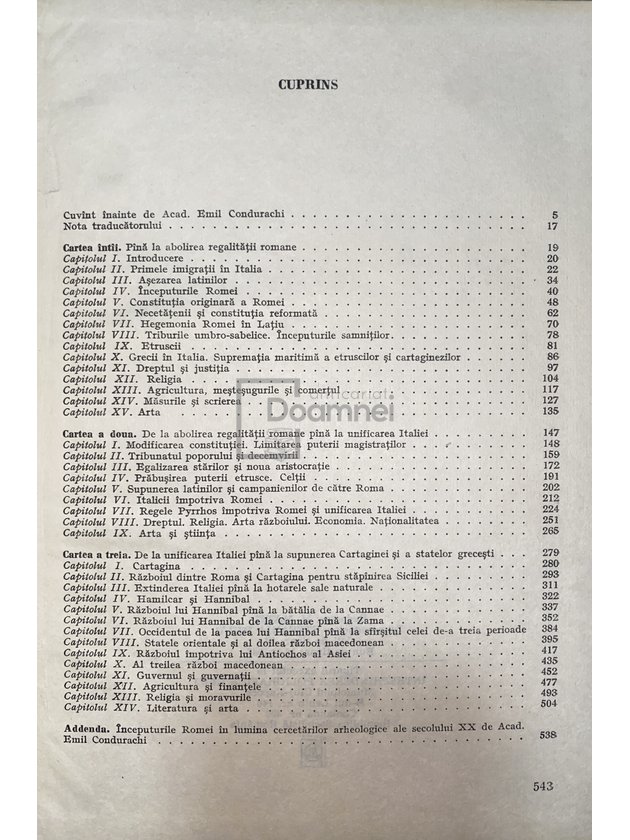 CUPRINS
Cuvînt înainte de Acad. Emil Condurachi . . . . . . . . . . . . . . . . . . . . . . 5
Nota traducătorului . . . . . . . . . . . . . . . . . . . . . . 17
Cartea întîi. Pînă la abolirea regalității romane . . . . . . . . . . . . . . . . . . . . . . 19
Capitolul I. Introducere . . . . . . . . . . . . . . . . . . . . . . 20
Capitolul II. Primele imigrații în Italia . . . . . . . . . . . . . . . . . . . . . . 22
Capitolul III. Așezarea latinilor . . . . . . . . . . . . . . . . . . . . . . 34
Capitolul IV. Începuturile Romei . . . . . . . . . . . . . . . . . . . . . . 40
Capitolul V. Constituția originară a Romei . . . . . . . . . . . . . . . . . . . . . . 48
Capitolul VI. Necetățenii și constituția reformată . . . . . . . . . . . . . . . . . . . . 62
Capitolul VII. Hegemonia Romei în Lațiu . . . . . . . . . . . . . . . . . . . . 70
Capitolul VIII. Triburile umbro-sabelice. Începuturile samniților . . . . . . . . . . . . . . 78
Capitolul IX. Etruscii . . . . . . . . . . . . . . . . . . . . . . 81
Capitolul X. Grecii în Italia. Supremația maritimă a etruscilor și cartaginezilor . . . . . . . 86
Capitolul XI. Dreptul și justiția . . . . . . . . . . . . . . . . . . . . . . 97
Capitolul XII. Religia . . . . . . . . . . . . . . . . . . . . . . 104
Capitolul XIII. Agricultura, meșteșugurile și comerțul . . . . . . . . . . . . . . . . . . 117
Capitolul XIV. Măsurile și scrierea . . . . . . . . . . . . . . . . . . . . . . 127
Capitolul XV. Arta . . . . . . . . . . . . . . . . . . . . . . 135
anticariat
Doamnei
Cartea a doua. De la abolirea regalității romane pînă la unificarea Italiei . . . . . . . . . . 147
Capitolul I. Modificarea constituției. Limitarea puterii magistraților . . . . . . . . . . . . 148
Capitolul II. Tribunatul poporului și decemvirii . . . . . . . . . . . . . . . . . . . . 159
Capitolul III. Egalizarea stărilor și noua aristocrație . . . . . . . . . . . . . . . . . . 172
Capitolul IV. Prăbușirea puterii etrusce. Celții . . . . . . . . . . . . . . . . . . . . 191
Capitolul V. Supunerea latinilor și campanienilor de către Roma . . . . . . . . . . . . . . 202
Capitolul VI. Italicii împotriva Romei . . . . . . . . . . . . . . . . . . . . . . 212
Capitolul VII. Regele Pyrrhos împotriva Romei și unificarea Italiei . . . . . . . . . . . . 224
Capitolul VIII. Dreptul. Religia. Arta războiului. Economia. Naționalitatea . . . . . . . . . 251
Capitolul IX. Arta și știința . . . . . . . . . . . . . . . . . . . . . . 265
Cartea a treia. De la unificarea Italiei pînă la supunerea Cartaginei și a statelor grecești . . . 279
Capitolul I. Cartagina . . . . . . . . . . . . . . . . . . . . . . 280
Capitolul II. Războiul dintre Roma și Cartagina pentru stăpînirea Siciliei . . . . . . . . . . 293
Capitolul III. Extinderea Italiei pînă la hotarele sale naturale . . . . . . . . . . . . . . 311
Capitolul IV. Hamilcar și Hannibal . . . . . . . . . . . . . . . . . . . . . . 322
Capitolul V. Războiul lui Hannibal pînă la bătălia de la Cannae . . . . . . . . . . . . . . 337
Capitolul VI. Războiul lui Hannibal de la Cannae pînă la Zama . . . . . . . . . . . . . . 352
Capitolul VII. Occidentul de la pacea lui Hannibal pînă la sfîrșitul celei de-a treia perioade 384
Capitolul VIII. Statele orientale și al doilea război macedonean . . . . . . . . . . . . . . 395
Capitolul IX. Războiul împotriva lui Antiochos al Asiei . . . . . . . . . . . . . . . . 417
Capitolul X. Al treilea război macedonean . . . . . . . . . . . . . . . . . . . . 435
Capitolul XI. Guvernul și guvernații . . . . . . . . . . . . . . . . . . . . . . 452
Capitolul XII. Agricultura și finanțele . . . . . . . . . . . . . . . . . . . . . . 477
Capitolul XIII. Religia și moravurile . . . . . . . . . . . . . . . . . . . . . . 493
Capitolul XIV. Literatura și arta . . . . . . . . . . . . . . . . . . . . . . 504
Addenda. Începuturile Romei în lumina cercetărilor arheologice ale secolului XX de Acad.
Emil Condurachi . . . . . . . . . . . . . . . . . . . . . . 538
543